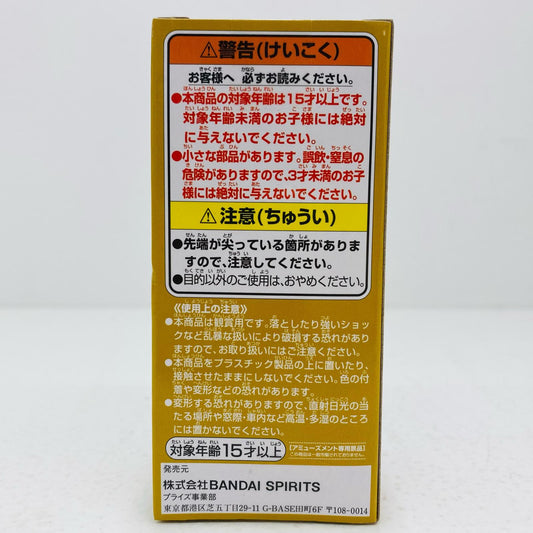 ⚠警告(けいこく)
お客様へ 必ずお読みください。
●本商品の対象年齢は15才以上です。
対象年齢未満のお子様には絶対
に与えないでください。
●小さな部品があります。誤飲・窒息の
危険がありますので、3才未満のお子
様には絶対に与えないでください。
⚠注意(ちゅうい)
●先端が尖っている箇所がありま
すので、注意してください。
●目的以外のご使用は、おやめください。
《使用上の注意》
●本商品は観賞用です。落としたり強いショッ
クなど乱暴な扱いにより破損する恐れがあり
ますので、お取り扱いにはご注意ください。
●本商品をプラスチック製品の上に置いたり、
接触させたままにしないでください。色の付
着や変形などの恐れがあります。
●変形する恐れがありますので、直射日光の当
たる場所や窓際・車内など高温・多湿のところ
には置かないでください。
対象年齢15才以上
[アミューズメント専用景品]
発売元
株式会社BANDAI SPIRITS
プライズ事業部
東京都港区芝五丁目29-11 G-BASE田町6F 〒108-0014